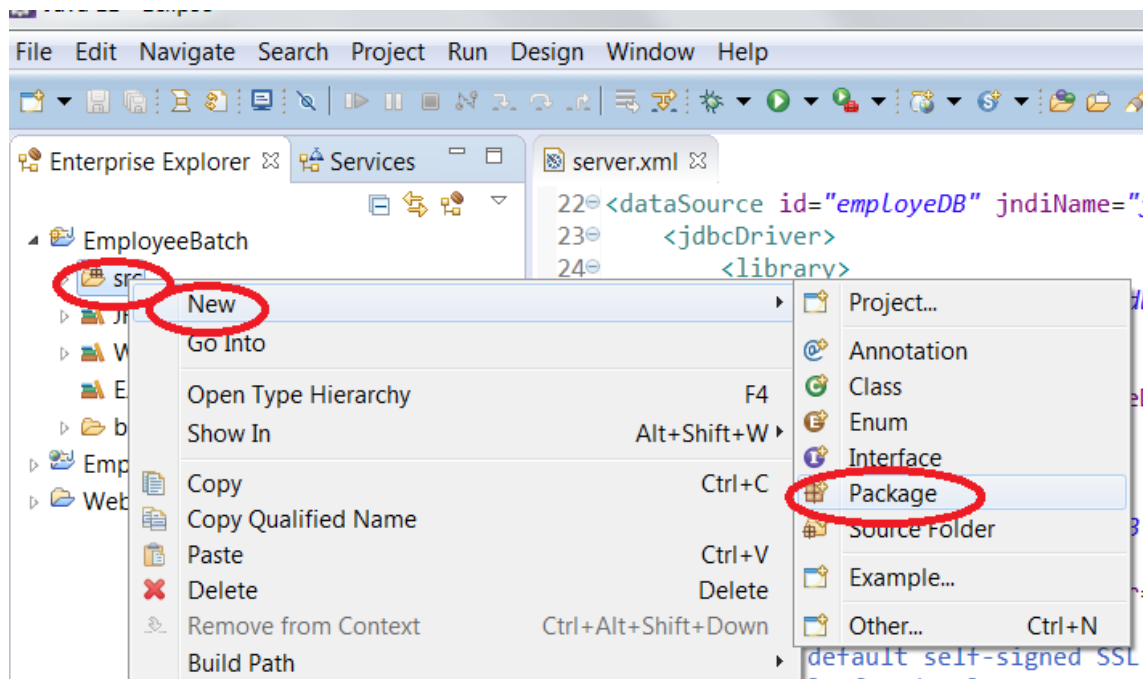 File Edit Navigate Search Project Run Design Window Help
Enterprise Explorer Services
server.xml
EmployeeBatch
src
22 <dataSource id="employeDB" jndiName="
23 <jdbcDriver>
24 <library>
New
Go Into
Open Type Hierarchy F4
Show In Alt+Shift+W
Copy Ctrl+C
Copy Qualified Name
Paste Ctrl+V
Delete Delete
Remove from Context Ctrl+Alt+Shift+Down
Build Path
Project...
Annotation
Class
Enum
Interface
Package
Source Folder
Example...
Other... Ctrl+N
Emp
Web
default self-signed SSL